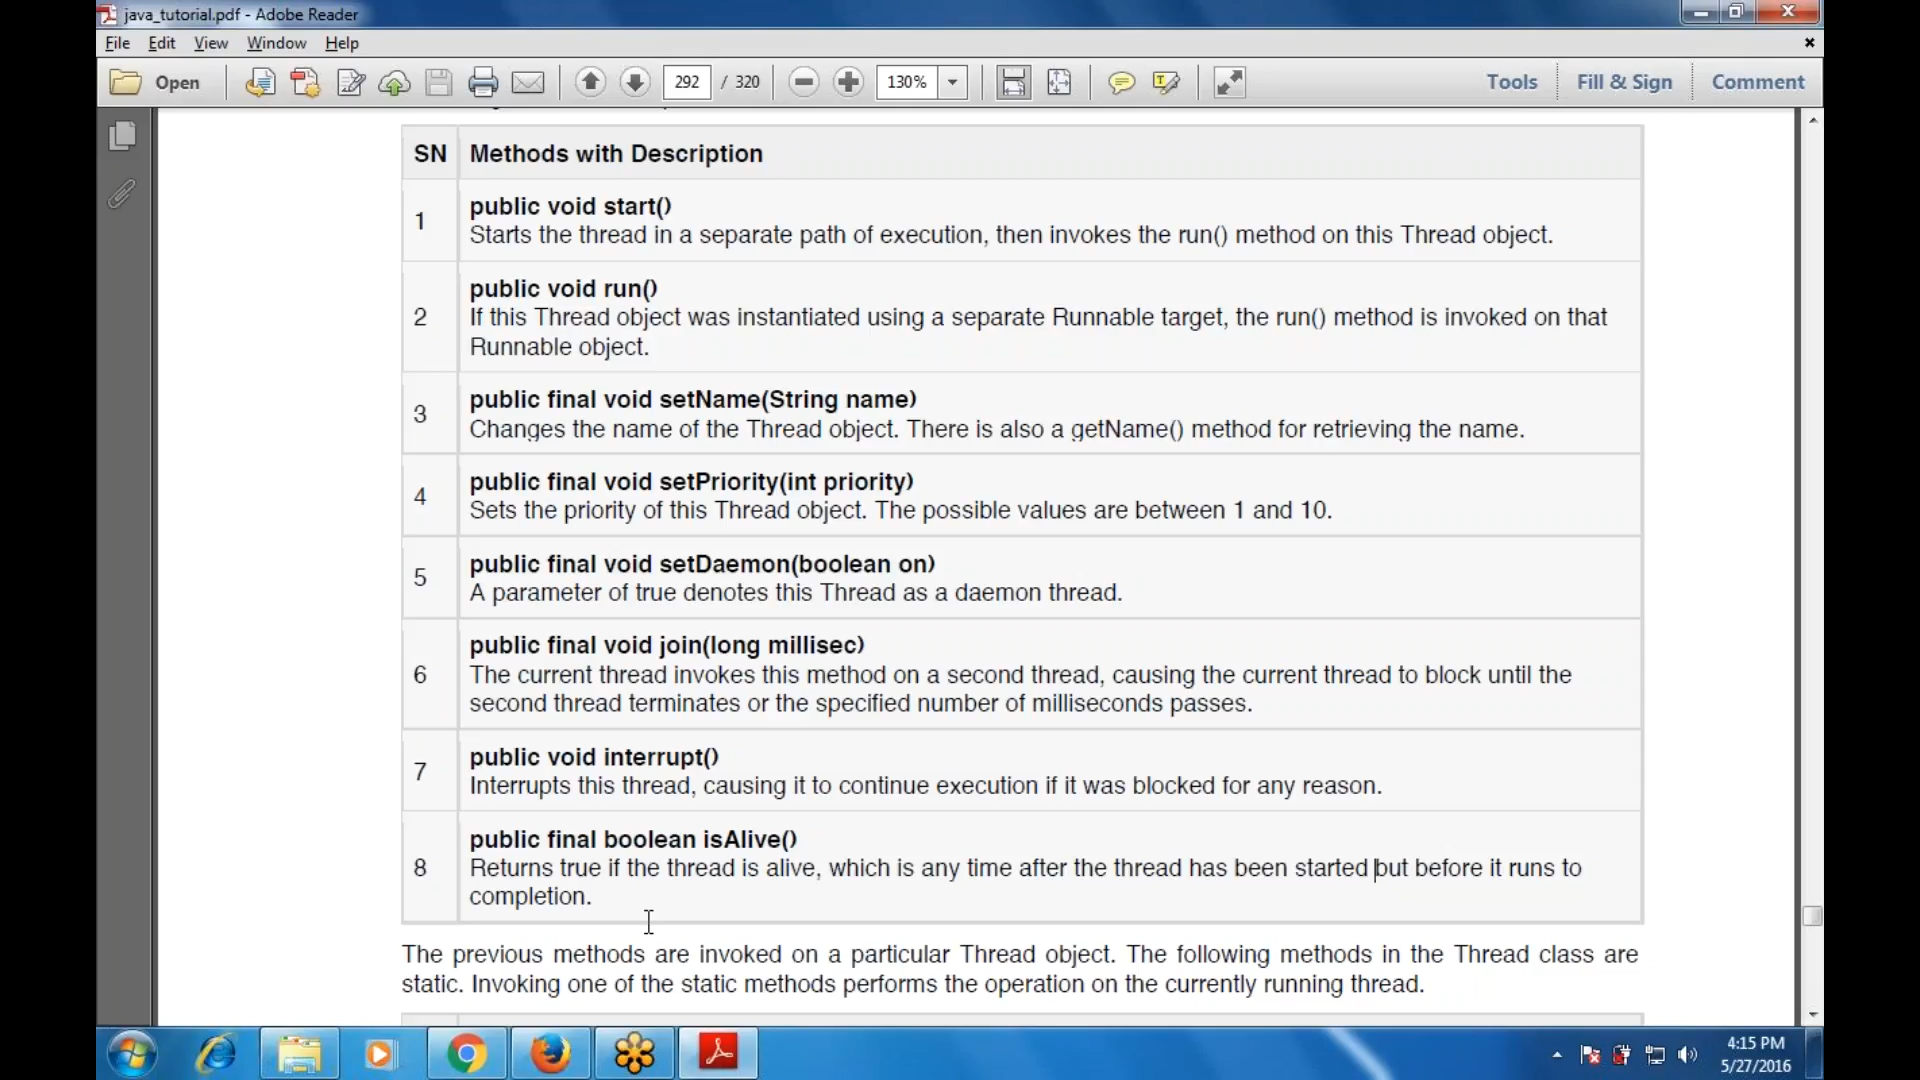 java_tutorial.pdf - Adobe Reader
File Edit View Window Help
Open 292 / 320 130% Tools Fill & Sign Comment
SN Methods with Description
1 public void start()
Starts the thread in a separate path of execution, then invokes the run() method on this Thread object.
2 public void run()
If this Thread object was instantiated using a separate Runnable target, the run() method is invoked on that
Runnable object.
3 public final void setName(String name)
Changes the name of the Thread object. There is also a getName() method for retrieving the name.
4 public final void setPriority(int priority)
Sets the priority of this Thread object. The possible values are between 1 and 10.
5 public final void setDaemon(boolean on)
A parameter of true denotes this Thread as a daemon thread.
6 public final void join(long millisec)
The current thread invokes this method on a second thread, causing the current thread to block until the
second thread terminates or the specified number of milliseconds passes.
7 public void interrupt()
Interrupts this thread, causing it to continue execution if it was blocked for any reason.
8 public final boolean isAlive()
Returns true if the thread is alive, which is any time after the thread has been started but before it runs to
completion.
The previous methods are invoked on a particular Thread object. The following methods in the Thread class are
static. Invoking one of the static methods performs the operation on the currently running thread.
4:15 PM
5/27/2016